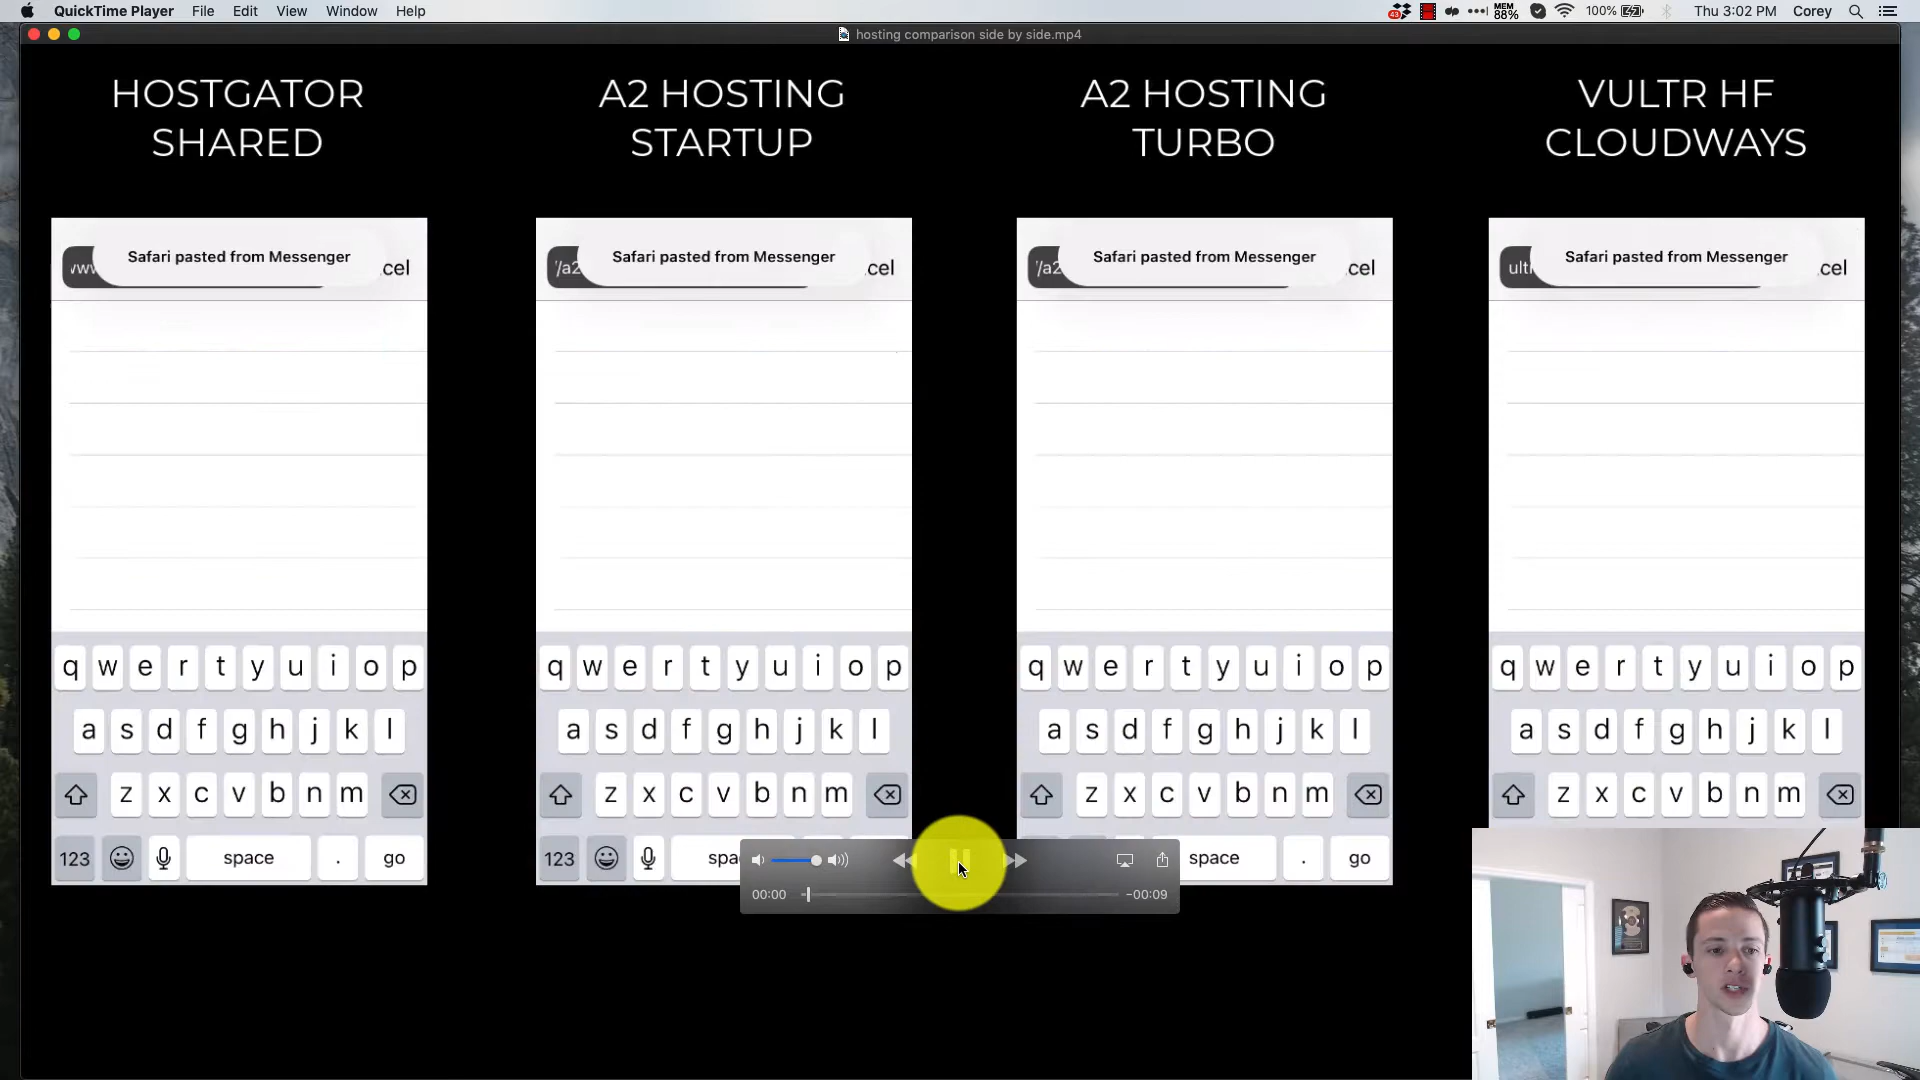 QuickTime Player File Edit View Window Help
43 MEM 88% 100% Thu 3:02 PM Corey
hosting comparison side by side.mp4
HOSTGATOR
SHARED
A2 HOSTING
STARTUP
A2 HOSTING
TURBO
VULTR HF
CLOUDWAYS
Safari pasted from Messenger
.cel
/a2 Safari pasted from Messenger
.cel
/a2 Safari pasted from Messenger
.cel
ult Safari pasted from Messenger
.cel
q w e r t y u i o p
a s d f g h j k l
z x c v b n m
123 space . go
q w e r t y u i o p
a s d f g h j k l
z x c v b n m
123 spa
q w e r t y u i o p
a s d f g h j k l
z x c v b n m
space . go
q w e r t y u i o p
a s d f g h j k l
z x c v b n m
00:00 -00:09